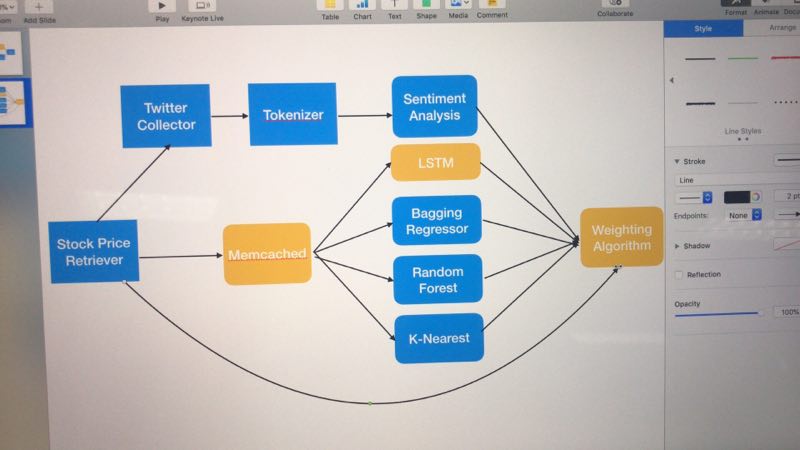 Add Slide
Play
Keynote Live
Table
Chart
Text
Shape
Media
Comment
Collaborate
Format
Animate
Style
Arrange
Twitter
Collector
Tokenizer
Sentiment
Analysis
LSTM
Bagging
Regressor
Random
Forest
K-Nearest
Stock Price
Retriever
Memcached
Weighting
Algorithm
Line Styles
Stroke
Line
2 pt
Endpoints:
None
Shadow
Reflection
Opacity
100%